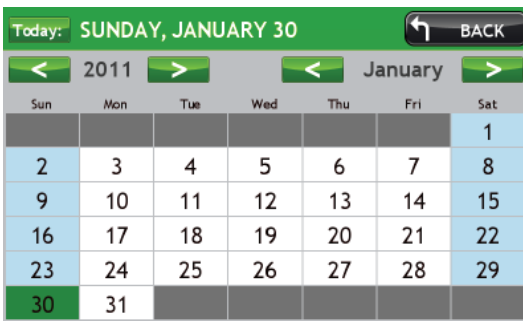 Today: SUNDAY, JANUARY 30 BACK
< 2011 > < January >
Sun Mon Tue Wed Thu Fri Sat
1
2 3 4 5 6 7 8
9 10 11 12 13 14 15
16 17 18 19 20 21 22
23 24 25 26 27 28 29
30 31